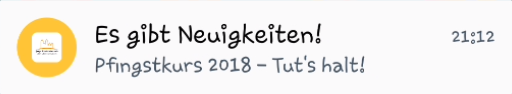 Es gibt Neuigkeiten!
21:12
Pfingstkurs 2018 – Tut's halt!